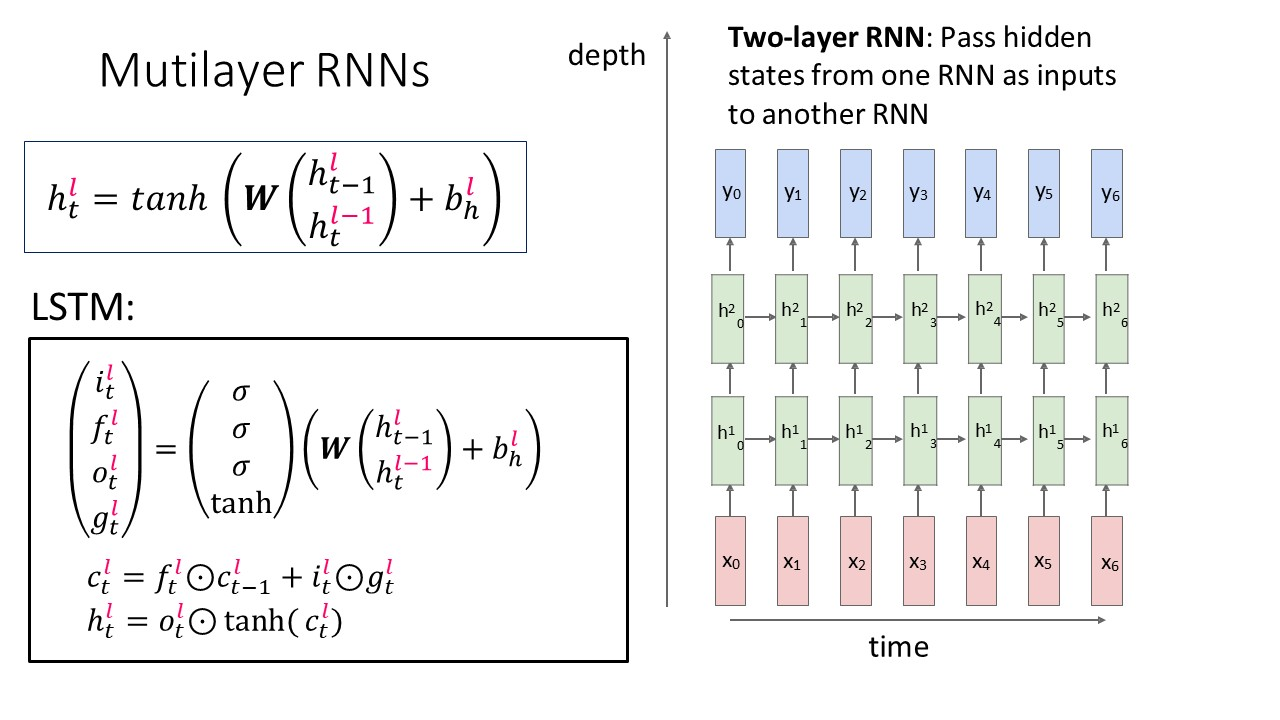 Mutilayer RNNs
h_t^l = tanh ( W ( h_{t-1}^l
h_t^{l-1} ) + b_h^l )
LSTM:
( i_t^l
f_t^l
o_t^l
g_t^l ) = ( σ
σ
σ
tanh ) ( W ( h_{t-1}^l
h_t^{l-1} ) + b_h^l )
c_t^l = f_t^l ⊙ c_{t-1}^l + i_t^l ⊙ g_t^l
h_t^l = o_t^l ⊙ tanh( c_t^l )
depth
Two-layer RNN: Pass hidden
states from one RNN as inputs
to another RNN
y0 y1 y2 y3 y4 y5 y6
h²₀ h²₁ h²₂ h²₃ h²₄ h²₅ h²₆
h¹₀ h¹₁ h¹₂ h¹₃ h¹₄ h¹₅ h¹₆
x0 x1 x2 x3 x4 x5 x6
time